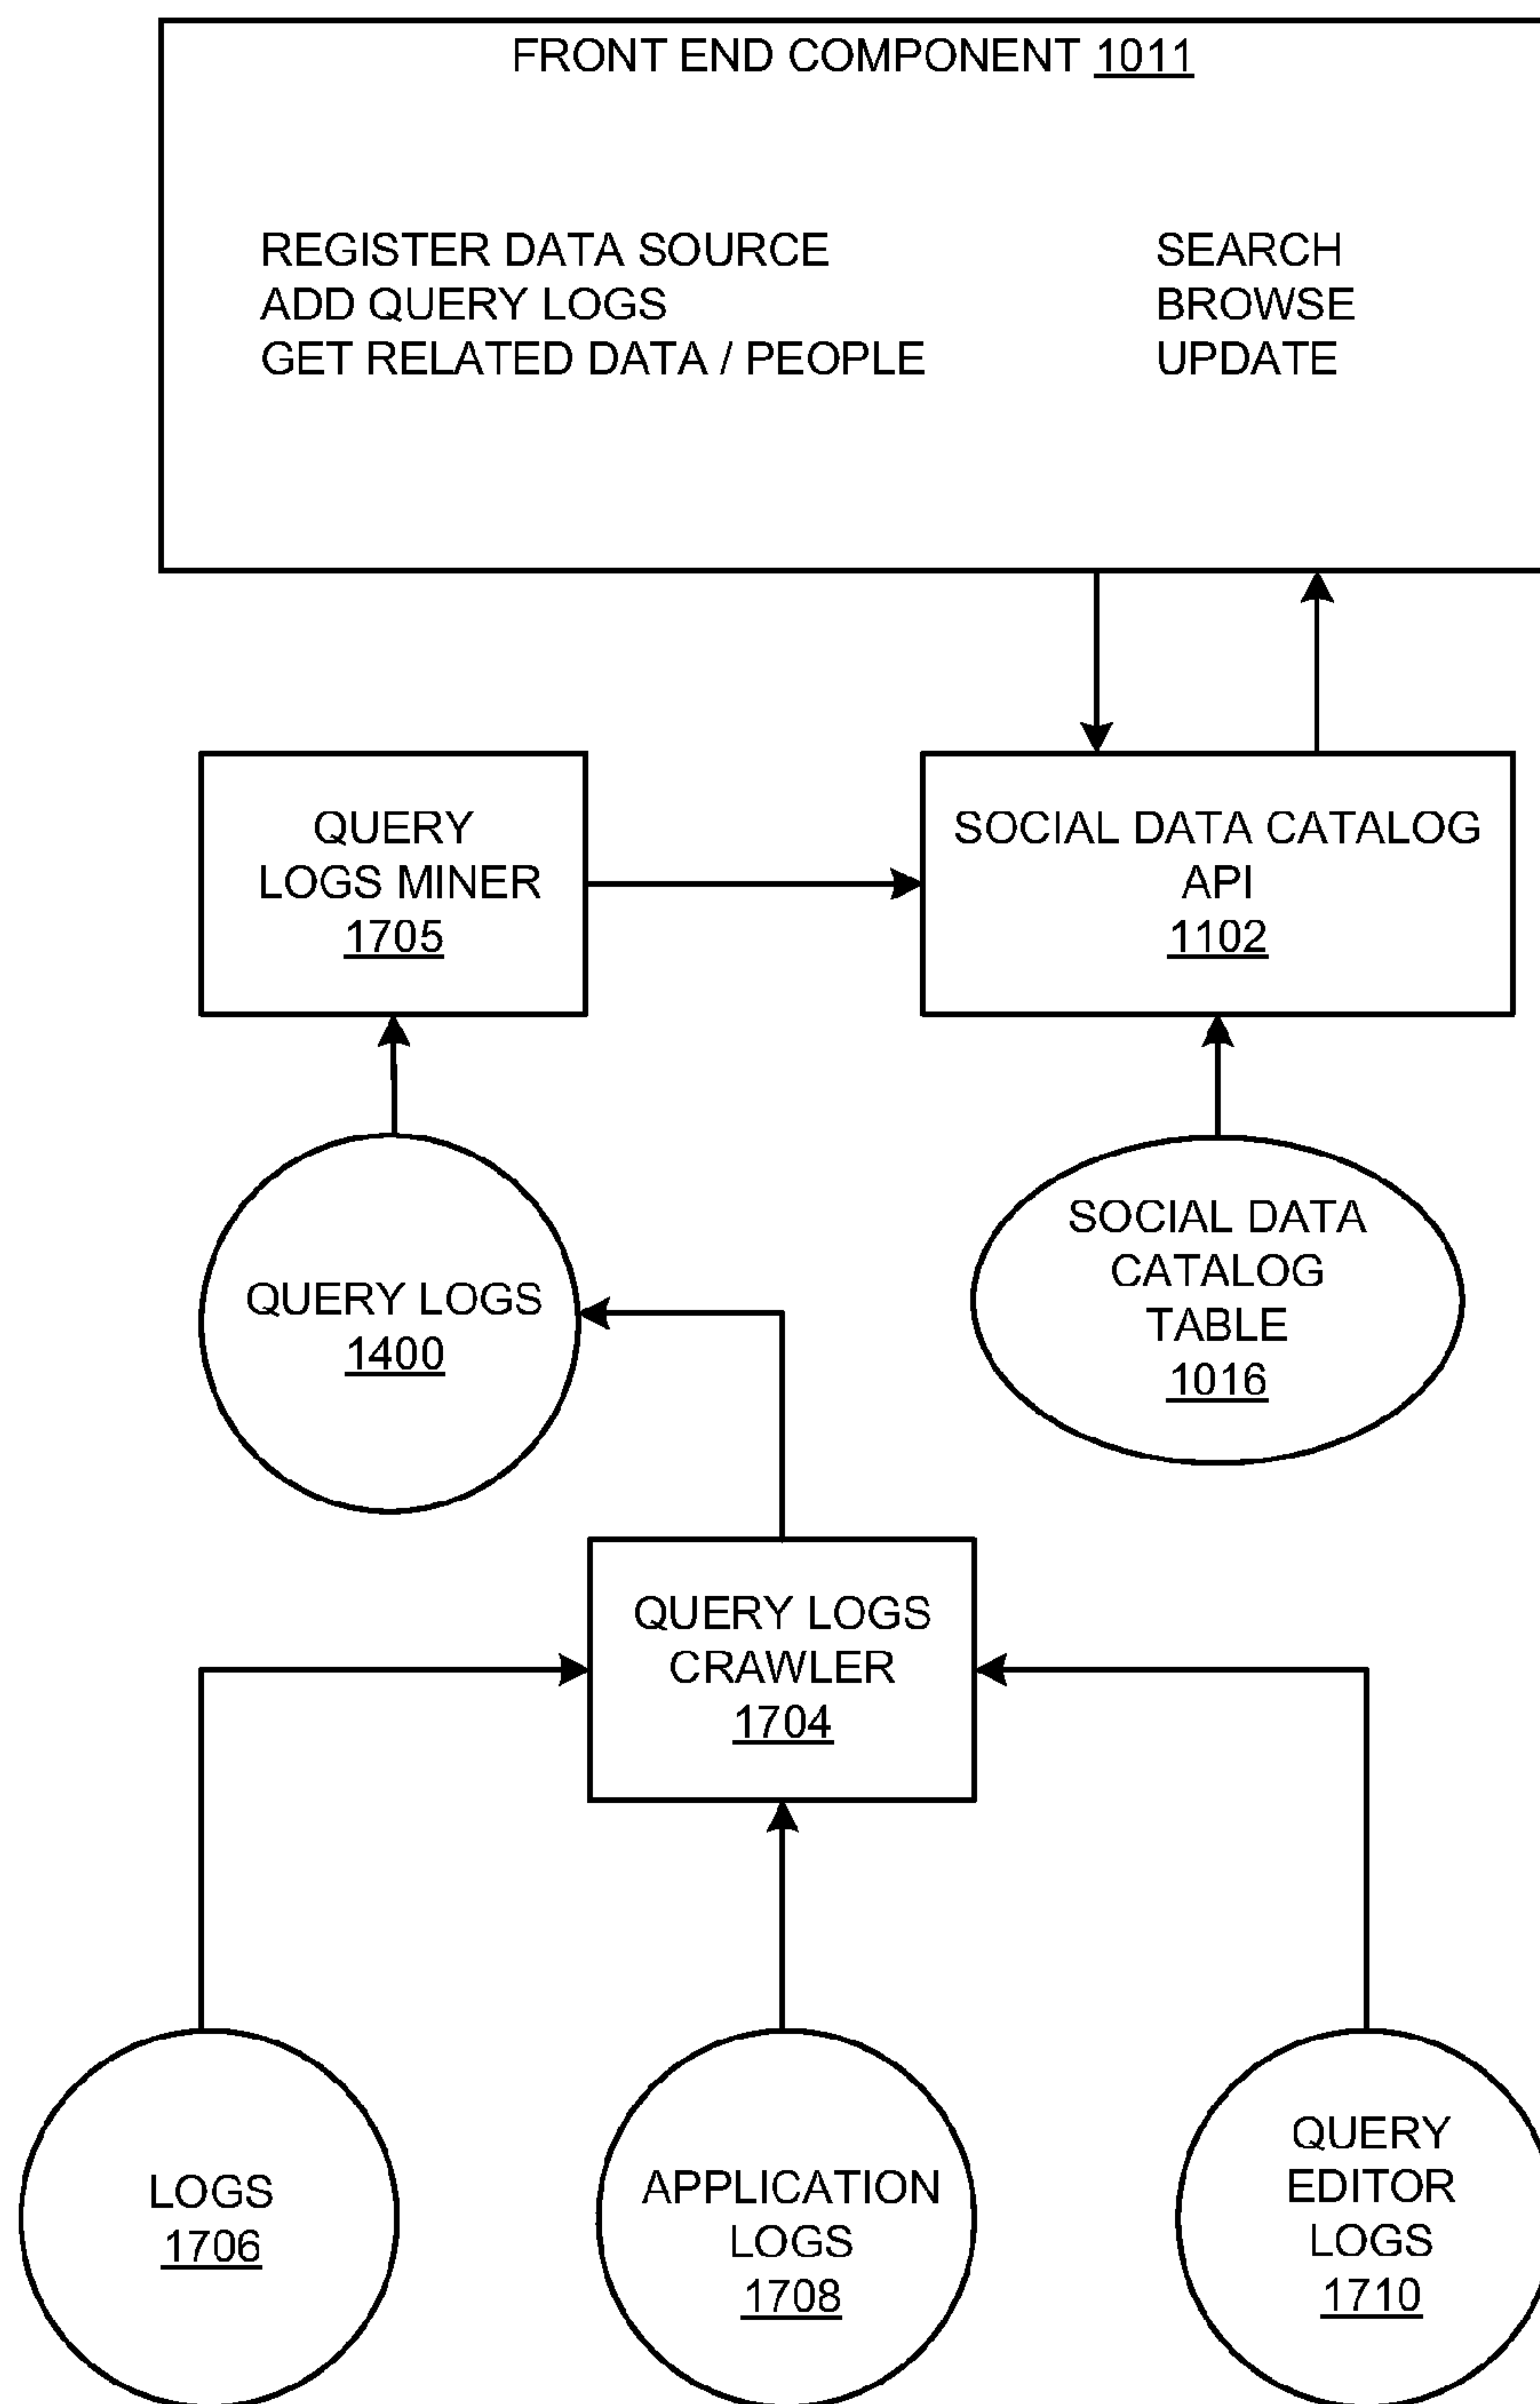 FRONT END COMPONENT 1011
REGISTER DATA SOURCE
ADD QUERY LOGS
GET RELATED DATA / PEOPLE
SEARCH
BROWSE
UPDATE
QUERY
LOGS MINER
1705
SOCIAL DATA CATALOG
API
1102
QUERY LOGS
1400
SOCIAL DATA
CATALOG
TABLE
1016
QUERY LOGS
CRAWLER
1704
LOGS
1706
APPLICATION
LOGS
1708
QUERY
EDITOR
LOGS
1710